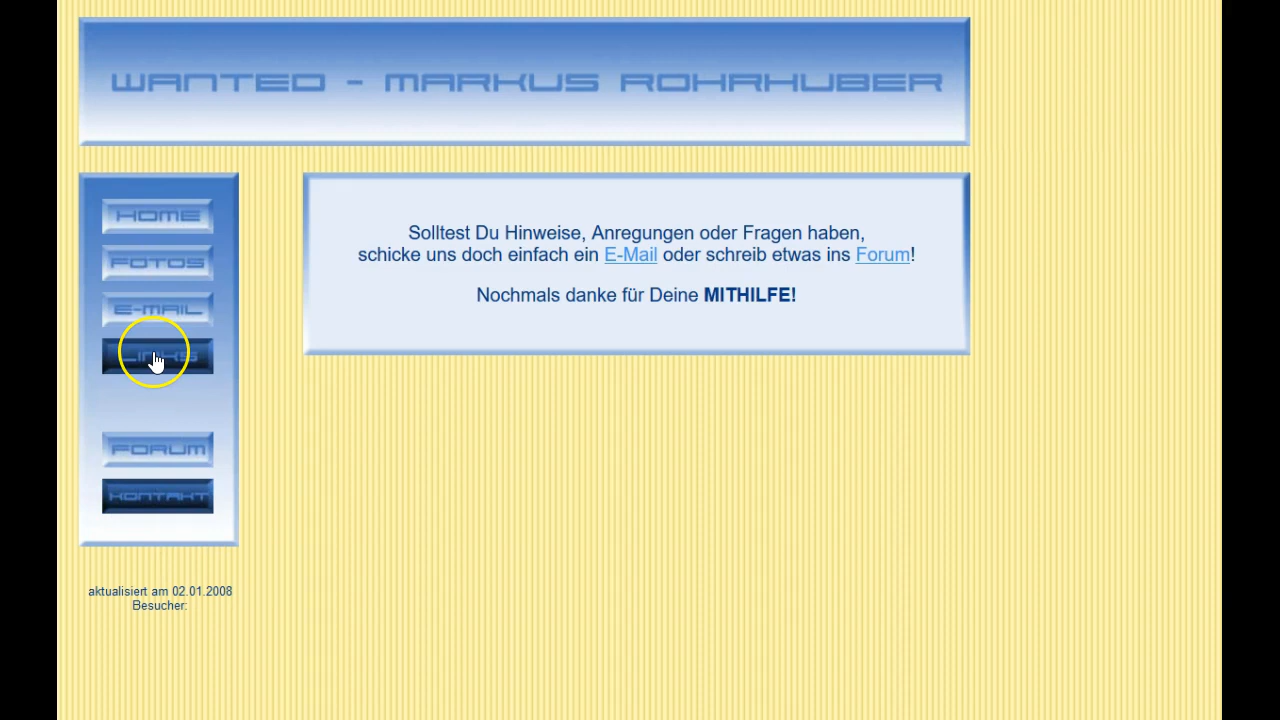 WANTED - MARKUS ROHRHUBER
HOME
FOTOS
E-MAIL
LINKS
FORUM
KONTAKT
aktualisiert am 02.01.2008
Besucher:
Solltest Du Hinweise, Anregungen oder Fragen haben,
schicke uns doch einfach ein E-Mail oder schreib etwas ins Forum!
Nochmals danke für Deine MITHILFE!